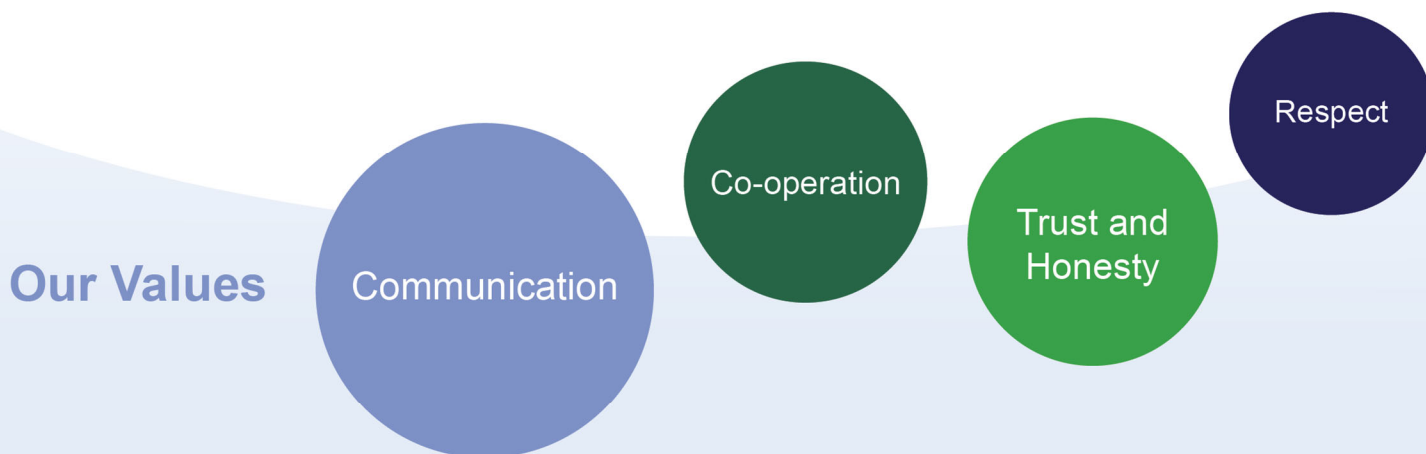 Our Values
Communication
Co-operation
Trust and
Honesty
Respect